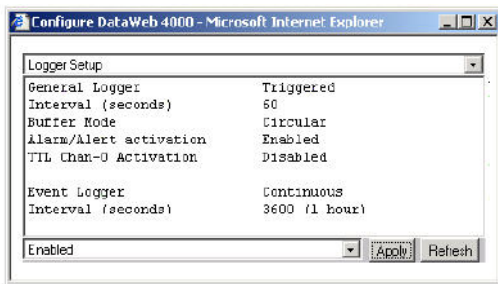 Configure DataWeb 4000 - Microsoft Internet Explorer
Logger Setup
General Logger Triggered
Interval (seconds) 60
Buffer Mode Circular
Alarm/Alert activation Enabled
TTL Chan-0 Activation Disabled
Event Logger Continuous
Interval (seconds) 3600 (1 hour)
Enabled Apply Refresh